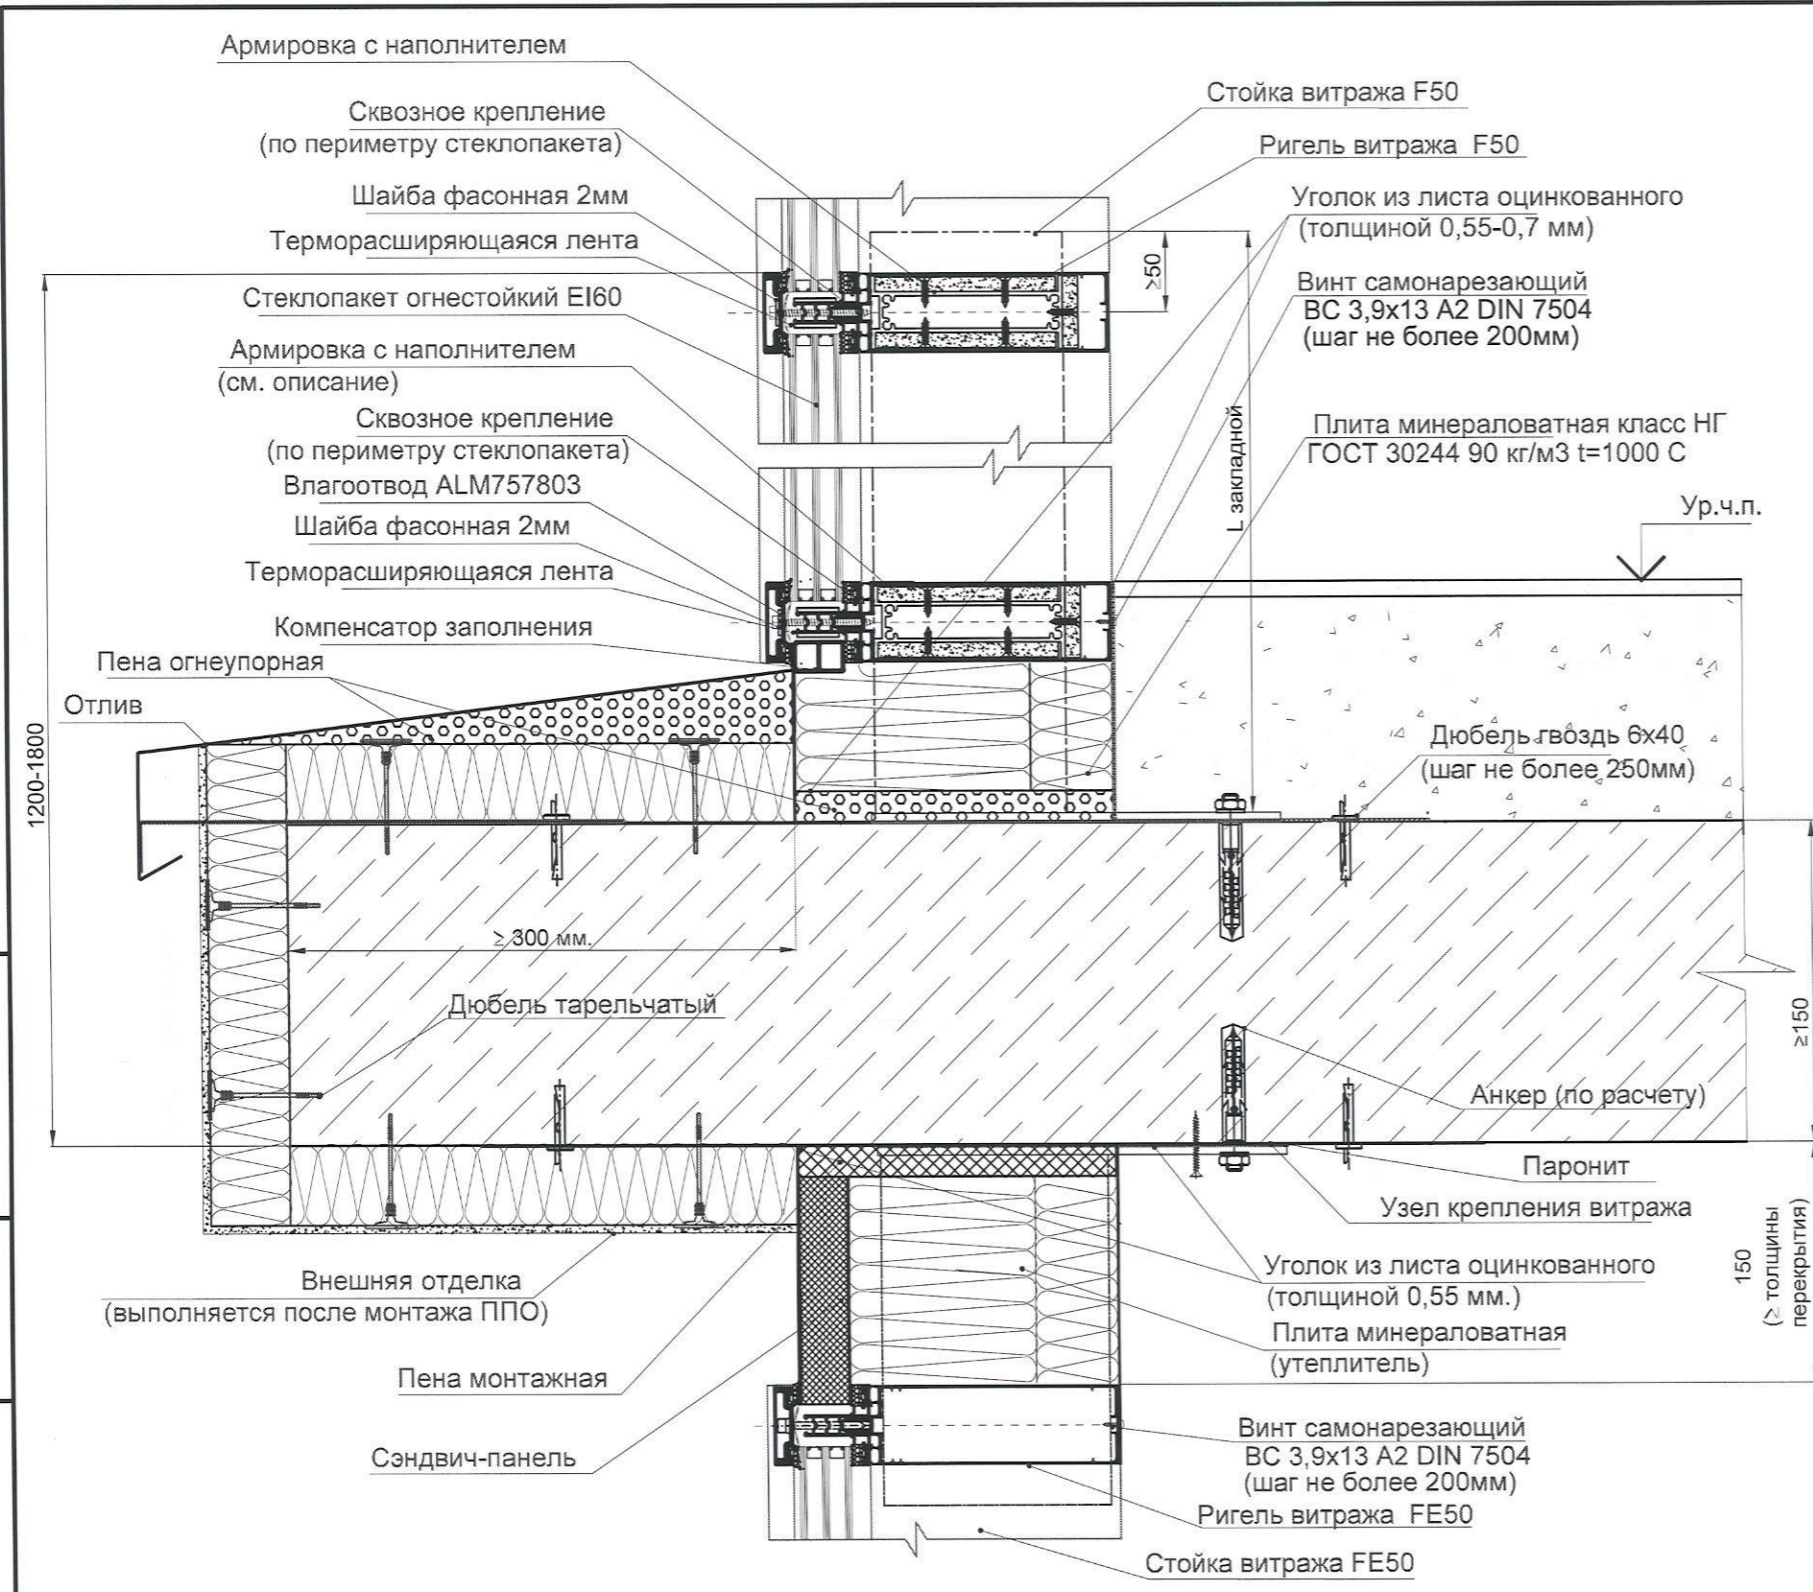 Армировка с наполнителем
Сквозное крепление
(по периметру стеклопакета)
Шайба фасонная 2мм
Терморасширяющаяся лента
Стеклопакет огнестойкий EI60
Армировка с наполнителем
(см. описание)
Сквозное крепление
(по периметру стеклопакета)
Влагоотвод ALM757803
Шайба фасонная 2мм
Терморасширяющаяся лента
Компенсатор заполнения
Пена огнеупорная
Отлив
1200-1800
Стойка витража F50
Ригель витража F50
Уголок из листа оцинкованного
(толщиной 0,55-0,7 мм)
≥50
Винт самонарезающий
ВС 3,9х13 А2 DIN 7504
(шаг не более 200мм)
L закладной
Плита минераловатная класс НГ
ГОСТ 30244 90 кг/м3 t=1000 С
Ур.ч.п.
Дюбель гвоздь 6х40
(шаг не более 250мм)
≥ 300 мм.
Дюбель тарельчатый
≥150
Анкер (по расчету)
Паронит
Узел крепления витража
150
(≥ толщины
перекрытия)
Внешняя отделка
(выполняется после монтажа ППО)
Уголок из листа оцинкованного
(толщиной 0,55 мм.)
Плита минераловатная
(утеплитель)
Пена монтажная
Сэндвич-панель
Винт самонарезающий
ВС 3,9х13 А2 DIN 7504
(шаг не более 200мм)
Ригель витража FE50
Стойка витража FE50